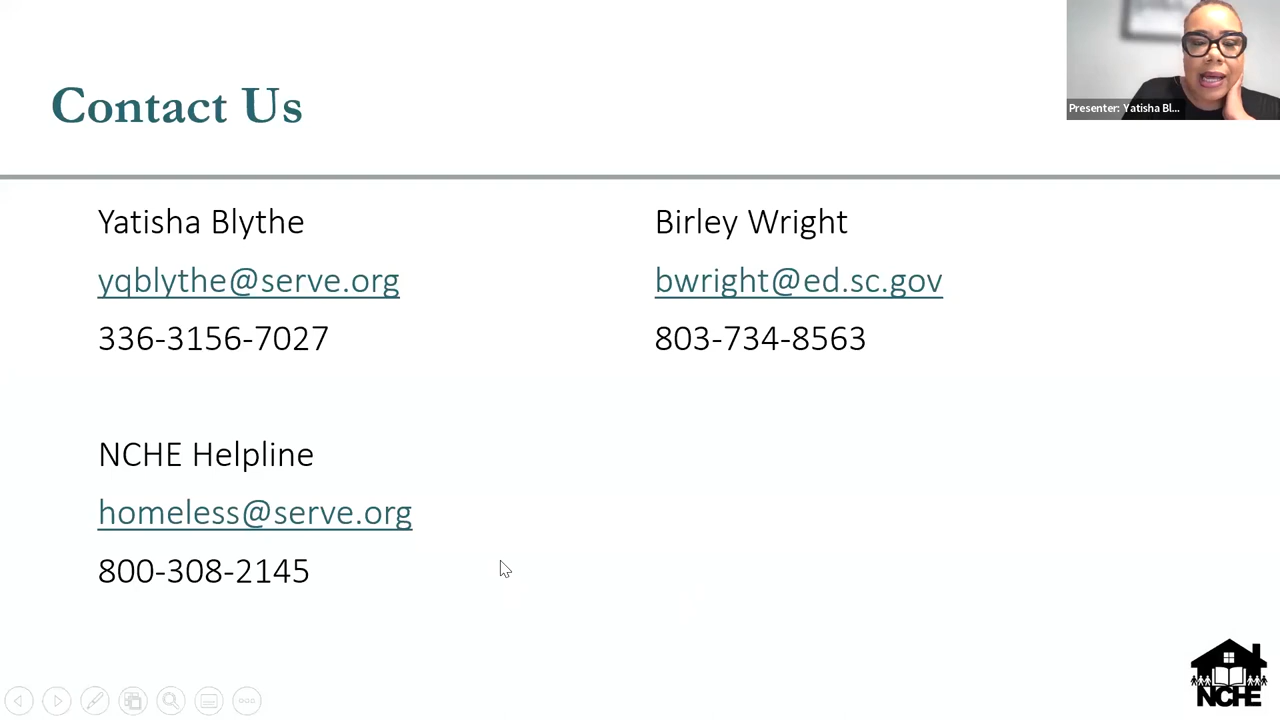 Contact Us
Presenter: Yatisha Bl...
Yatisha Blythe
yqblythe@serve.org
336-3156-7027
Birley Wright
bwright@ed.sc.gov
803-734-8563
NCHE Helpline
homeless@serve.org
800-308-2145
NCHE